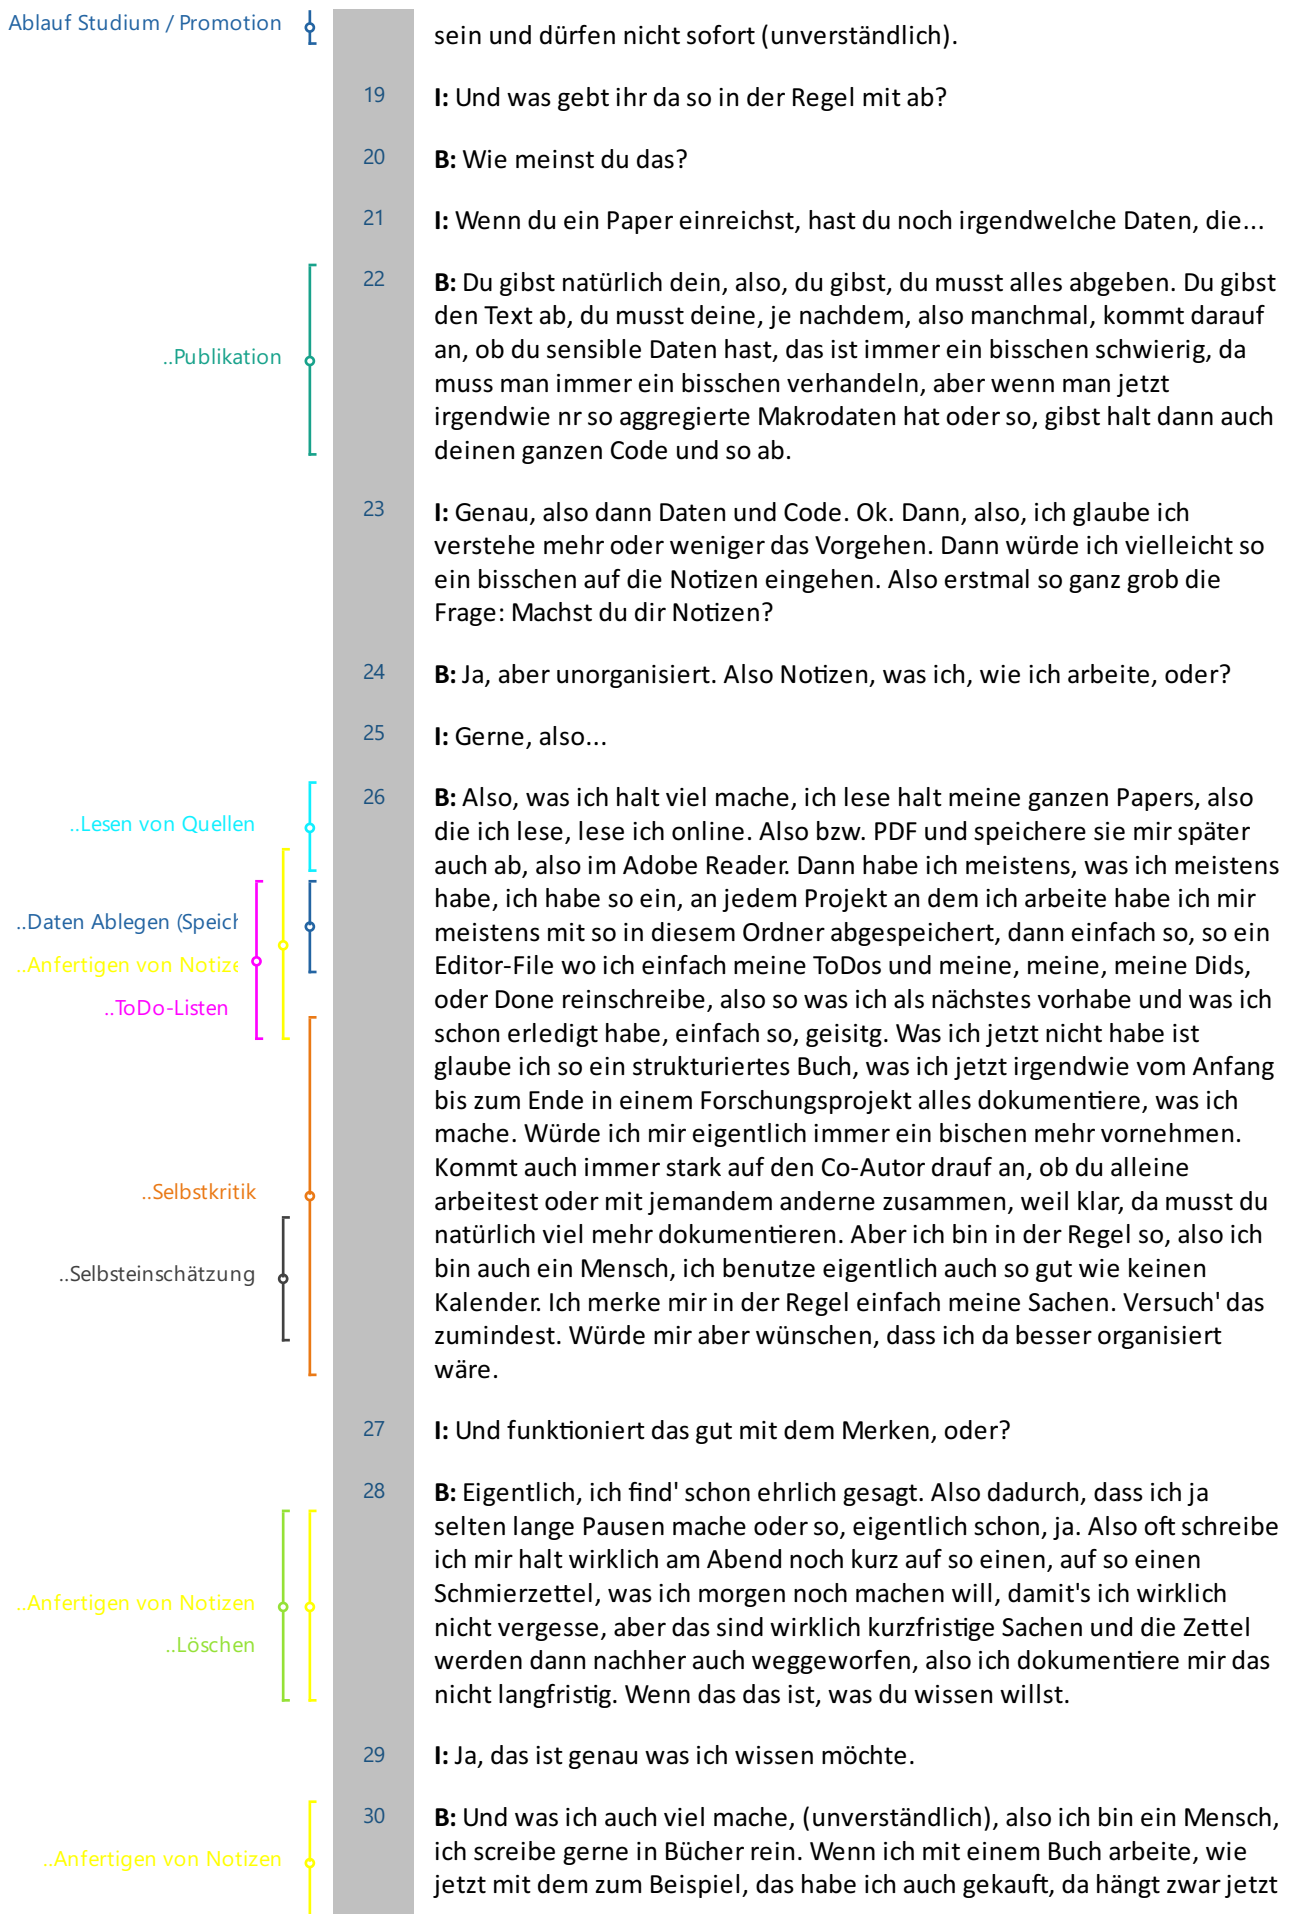 Ablauf Studium / Promotion
sein und dürfen nicht sofort (unverständlich).
19 I: Und was gebt ihr da so in der Regel mit ab?
20 B: Wie meinst du das?
21 I: Wenn du ein Paper einreichst, hast du noch irgendwelche Daten, die...
22 B: Du gibst natürlich dein, also, du gibst, du musst alles abgeben. Du gibst
den Text ab, du musst deine, je nachdem, also manchmal, kommt darauf
..Publikation
an, ob du sensible Daten hast, das ist immer ein bisschen schwierig, da
muss man immer ein bisschen verhandeln, aber wenn man jetzt
irgendwie nr so aggregierte Makrodaten hat oder so, gibst halt dann auch
deinen ganzen Code und so ab.
23 I: Genau, also dann Daten und Code. Ok. Dann, also, ich glaube ich
verstehe mehr oder weniger das Vorgehen. Dann würde ich vielleicht so
ein bisschen auf die Notizen eingehen. Also erstmal so ganz grob die
Frage: Machst du dir Notizen?
24 B: Ja, aber unorganisiert. Also Notizen, was ich, wie ich arbeite, oder?
25 I: Gerne, also...
26 B: Also, was ich halt viel mache, ich lese halt meine ganzen Papers, also
..Lesen von Quellen
die ich lese, lese ich online. Also bzw. PDF und speichere sie mir später
auch ab, also im Adobe Reader. Dann habe ich meistens, was ich meistens
habe, ich habe so ein, an jedem Projekt an dem ich arbeite habe ich mir
..Daten Ablegen (Speich
meistens mit so in diesem Ordner abgespeichert, dann einfach so, so ein
..Anfertigen von Notize
Editor-File wo ich einfach meine ToDos und meine, meine, meine Dids,
..ToDo-Listen
oder Done reinschreibe, also so was ich als nächstes vorhabe und was ich
schon erledigt habe, einfach so, geisitg. Was ich jetzt nicht habe ist
glaube ich so ein strukturiertes Buch, was ich jetzt irgendwie vom Anfang
bis zum Ende in einem Forschungsprojekt alles dokumentiere, was ich
mache. Würde ich mir eigentlich immer ein bischen mehr vornehmen.
Kommt auch immer stark auf den Co-Autor drauf an, ob du alleine
..Selbstkritik
arbeitest oder mit jemandem anderne zusammen, weil klar, da musst du
natürlich viel mehr dokumentieren. Aber ich bin in der Regel so, also ich
..Selbsteinschätzung
bin auch ein Mensch, ich benutze eigentlich auch so gut wie keinen
Kalender. Ich merke mir in der Regel einfach meine Sachen. Versuch' das
zumindest. Würde mir aber wünschen, dass ich da besser organisiert
wäre.
27 I: Und funktioniert das gut mit dem Merken, oder?
28 B: Eigentlich, ich find' schon ehrlich gesagt. Also dadurch, dass ich ja
selten lange Pausen mache oder so, eigentlich schon, ja. Also oft schreibe
ich mir halt wirklich am Abend noch kurz auf so einen, auf so einen
Schmierzettel, was ich morgen noch machen will, damit's ich wirklich
..Anfertigen von Notizen
nicht vergesse, aber das sind wirklich kurzfristige Sachen und die Zettel
..Löschen
werden dann nachher auch weggeworfen, also ich dokumentiere mir das
nicht langfristig. Wenn das das ist, was du wissen willst.
29 I: Ja, das ist genau was ich wissen möchte.
30 B: Und was ich auch viel mache, (unverständlich), also ich bin ein Mensch,
..Anfertigen von Notizen
ich screibe gerne in Bücher rein. Wenn ich mit einem Buch arbeite, wie
jetzt mit dem zum Beispiel, das habe ich auch gekauft, da hängt zwar jetzt